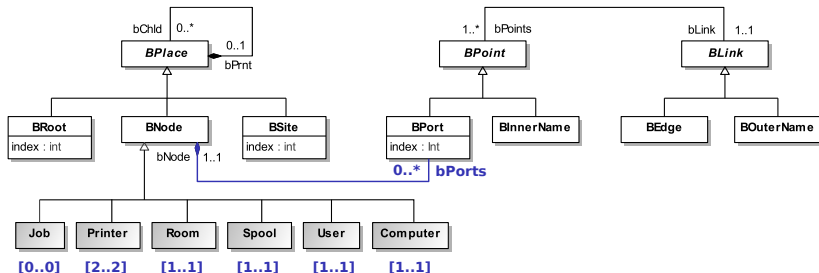 bChld 0..*
0..1
bPrnt
BPlace
1..* bPoints
BPoint
bLink 1..1
BLink
BRoot
index : int
BNode
BSite
index : int
BPort
index : Int
BInnerName
BEdge
BOuterName
bNode 1..1
0..* bPorts
Job
Printer
Room
Spool
User
Computer
[0..0]
[2..2]
[1..1]
[1..1]
[1..1]
[1..1]